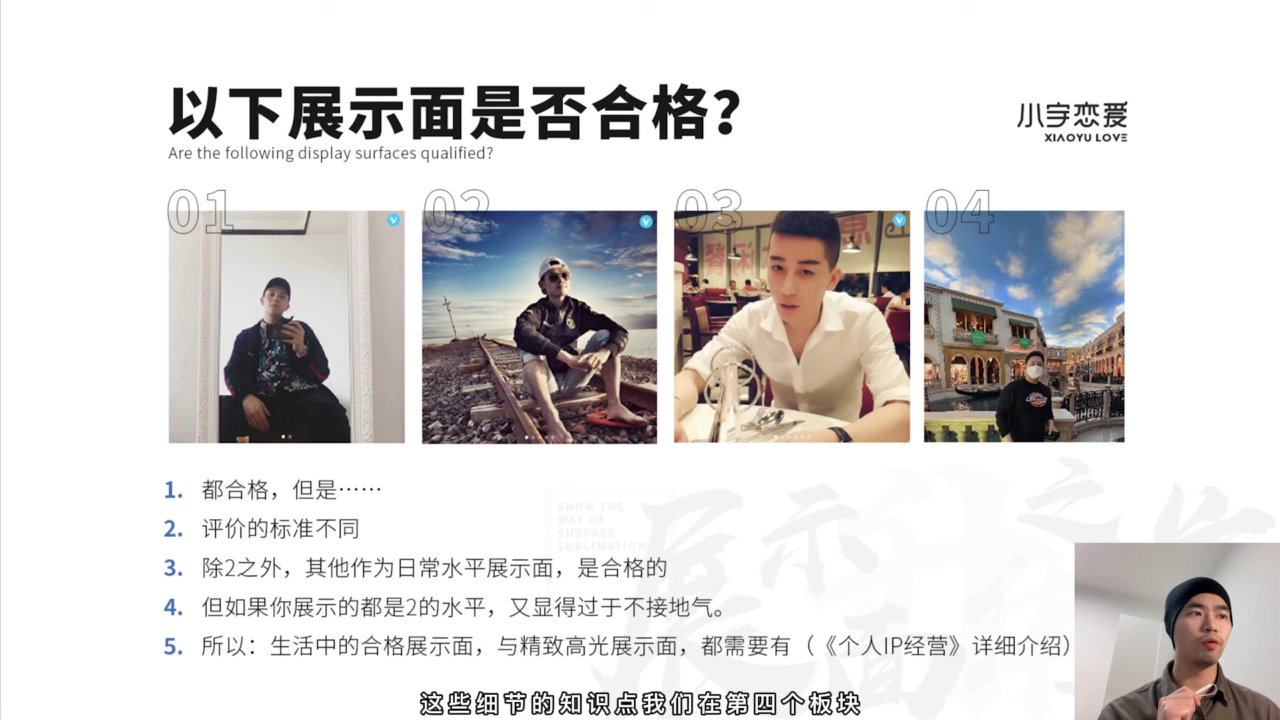 以下展示面是否合格？
Are the following display surfaces qualified?
小宇恋爱
XIAOYU LOVE
01
02
03
04
1. 都合格，但是……
2. 评价的标准不同
3. 除2之外，其他作为日常水平展示面，是合格的
4. 但如果你展示的都是2的水平，又显得过于不接地气。
5. 所以：生活中的合格展示面，与精致高光展示面，都需要有（《个人IP经营》详细介绍）
SHOW THE
WAY OF
SURFACE
SUBLIMATION
展示面
之
这些细节的知识点我们在第四个板块